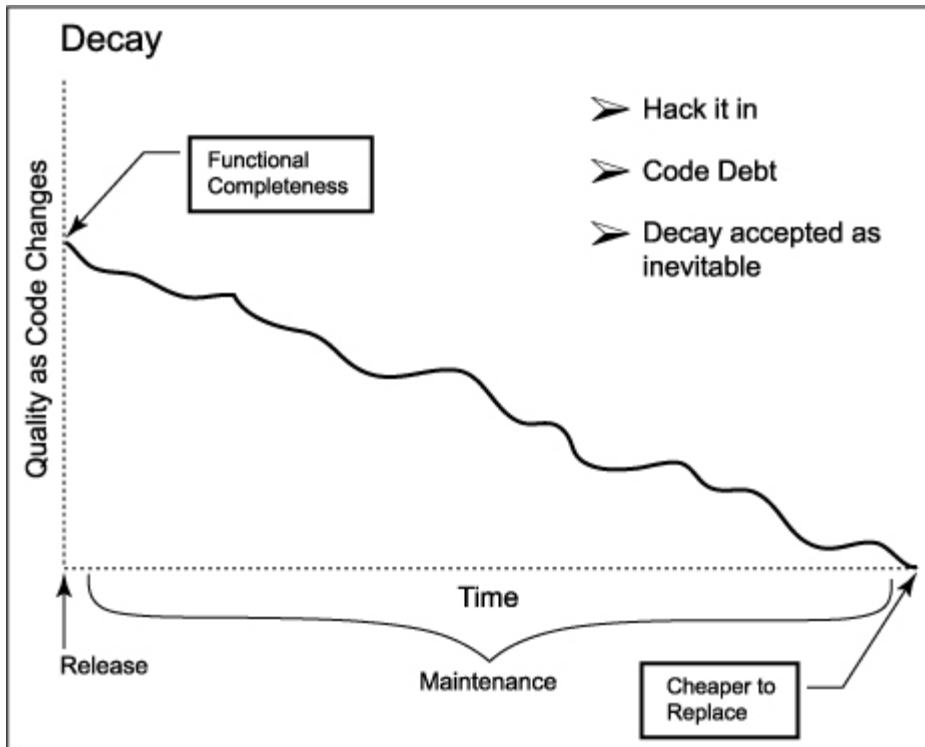 Decay
Hack it in
Code Debt
Decay accepted as
inevitable
Functional
Completeness
Quality as Code Changes
Time
Release
Maintenance
Cheaper to
Replace